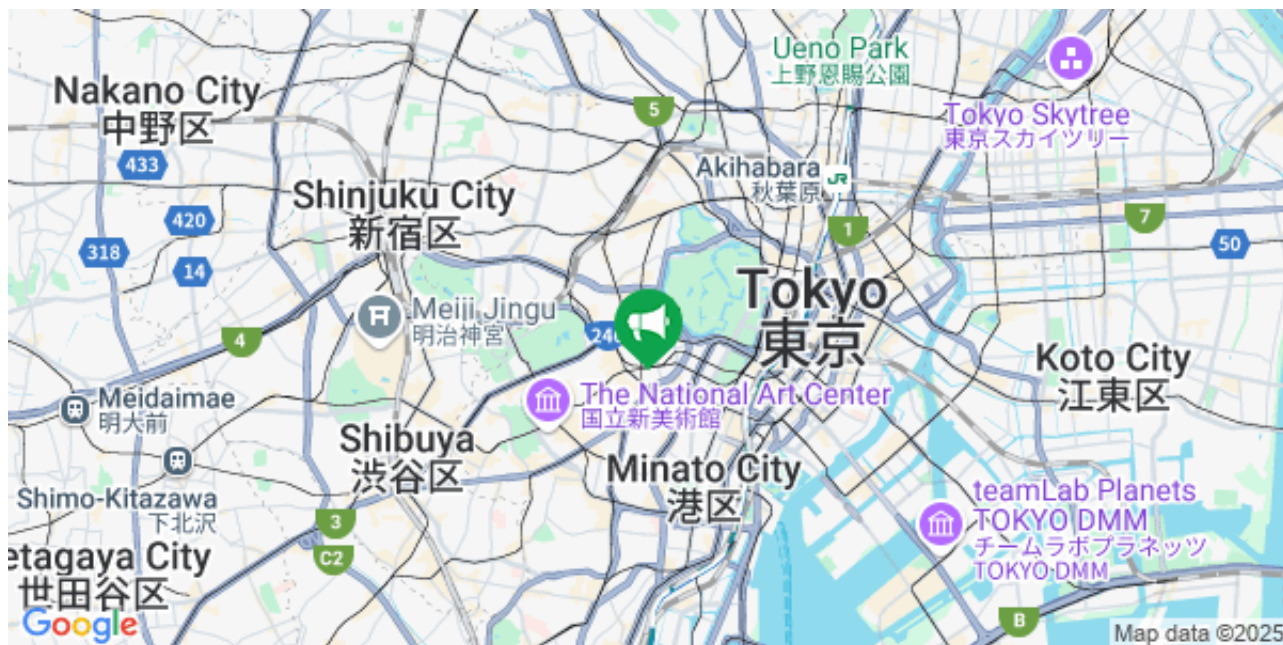 Ueno Park
上野恩賜公園
Nakano City
中野区
5
Tokyo Skytree
東京スカイツリー
433
Akihabara
秋葉原
JR
Shinjuku City
新宿区
420
7
1
318
14
50
Tokyo
東京
Meiji Jingu
明治神宮
246
4
Koto City
江東区
Meidaimae
明大前
The National Art Center
国立新美術館
Shibuya
渋谷区
Minato City
港区
Shimo-Kitazawa
下北沢
teamLab Planets
TOKYO DMM
チームラボプラネッツ
TOKYO DMM
3
C2
etagaya City
世田谷区
B
Google
Map data ©2025